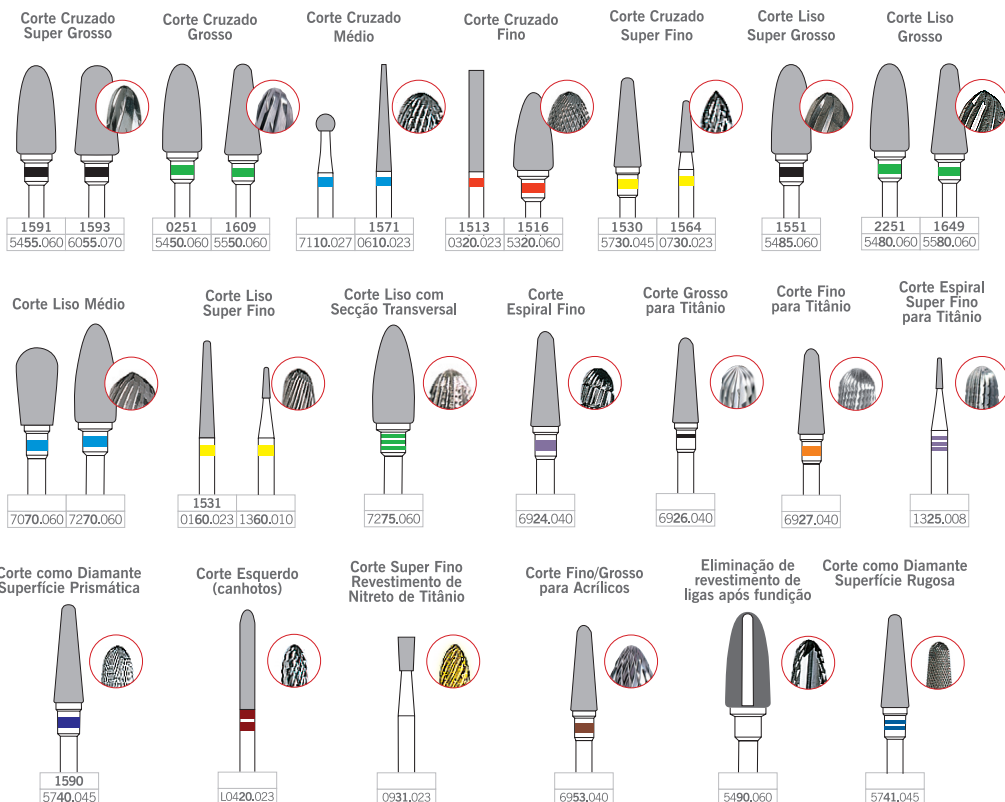 Corte Cruzado
Super Grosso
Corte Cruzado
Grosso
Corte Cruzado
Médio
Corte Cruzado
Fino
Corte Cruzado
Super Fino
Corte Liso
Super Grosso
Corte Liso
Grosso
1591 1593
5455.060 6055.070
0251 1609
5450.060 5550.060
1571
7110.027 0610.023
1513 1516
0320.023 5320.060
1530 1564
5730.045 0730.023
1551
5485.060
2251 1649
5480.060 5580.060
Corte Liso Médio
Corte Liso
Super Fino
Corte Liso com
Secção Transversal
Corte
Espiral Fino
Corte Grosso
para Titânio
Corte Fino
para Titânio
Corte Espiral
Super Fino
para Titânio
7070.060 7270.060
1531
0160.023 1360.010
7275.060
6924.040
6926.040
6927.040
1325.008
Corte como Diamante
Superfície Prismática
Corte Esquerdo
(canhotos)
Corte Super Fino
Revestimento de
Nitreto de Titânio
Corte Fino/Grosso
para Acrílicos
Eliminação de
revestimento de
ligas após fundição
Corte como Diamante
Superfície Rugosa
1590
5740.045
L0420.023
0931.023
6953.040
5490.060
5741.045